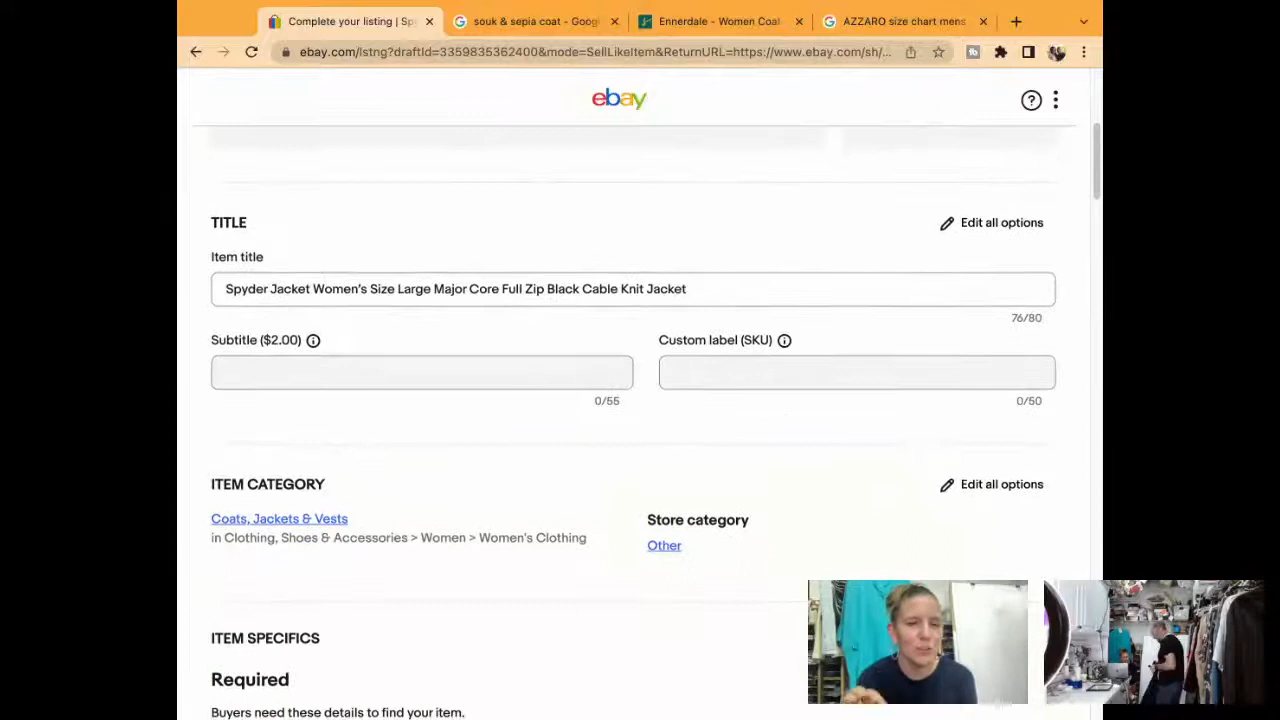 Complete your listing | Sp
souk & sepia coat - Goog
Ennerdale - Women Coa
AZZARO size chart mens
ebay.com/lstng?draftId=3359835362400&mode=SellLikeItem&ReturnURL=https://www.ebay.com/sh/...
ebay
TITLE
Edit all options
Item title
Spyder Jacket Women's Size Large Major Core Full Zip Black Cable Knit Jacket
76/80
Subtitle ($2.00)
Custom label (SKU)
0/55
0/50
ITEM CATEGORY
Edit all options
Coats, Jackets & Vests
in Clothing, Shoes & Accessories > Women > Women's Clothing
Store category
Other
ITEM SPECIFICS
Required
Buyers need these details to find your item.